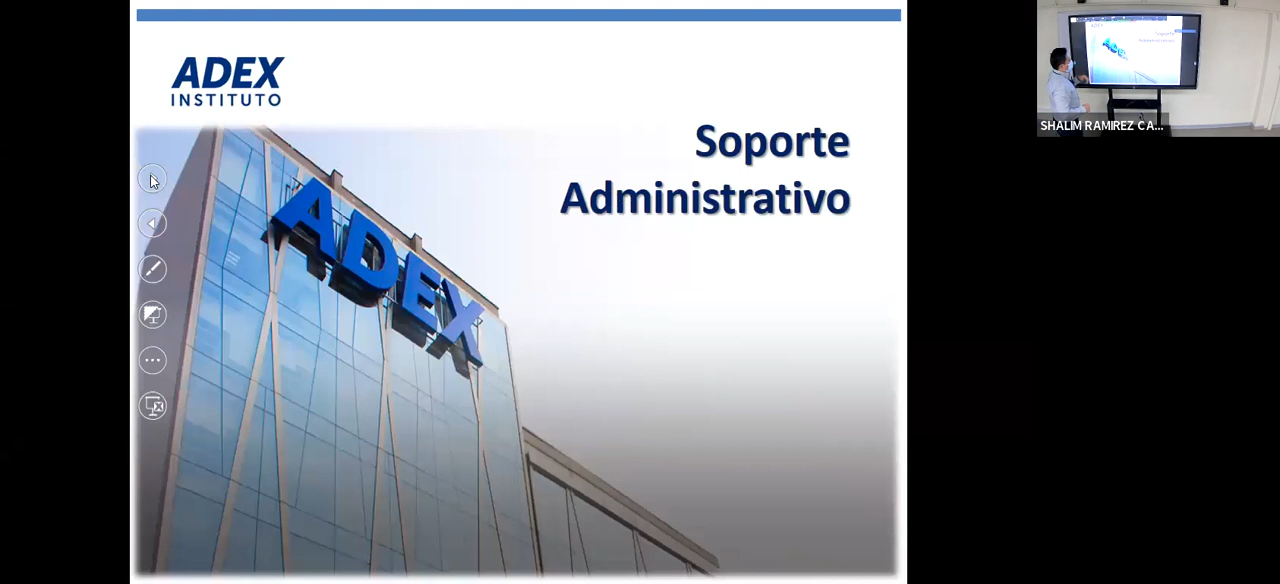 ADEX
INSTITUTO
Soporte
Administrativo
ADEX
SHALIM RAMIREZ CA...